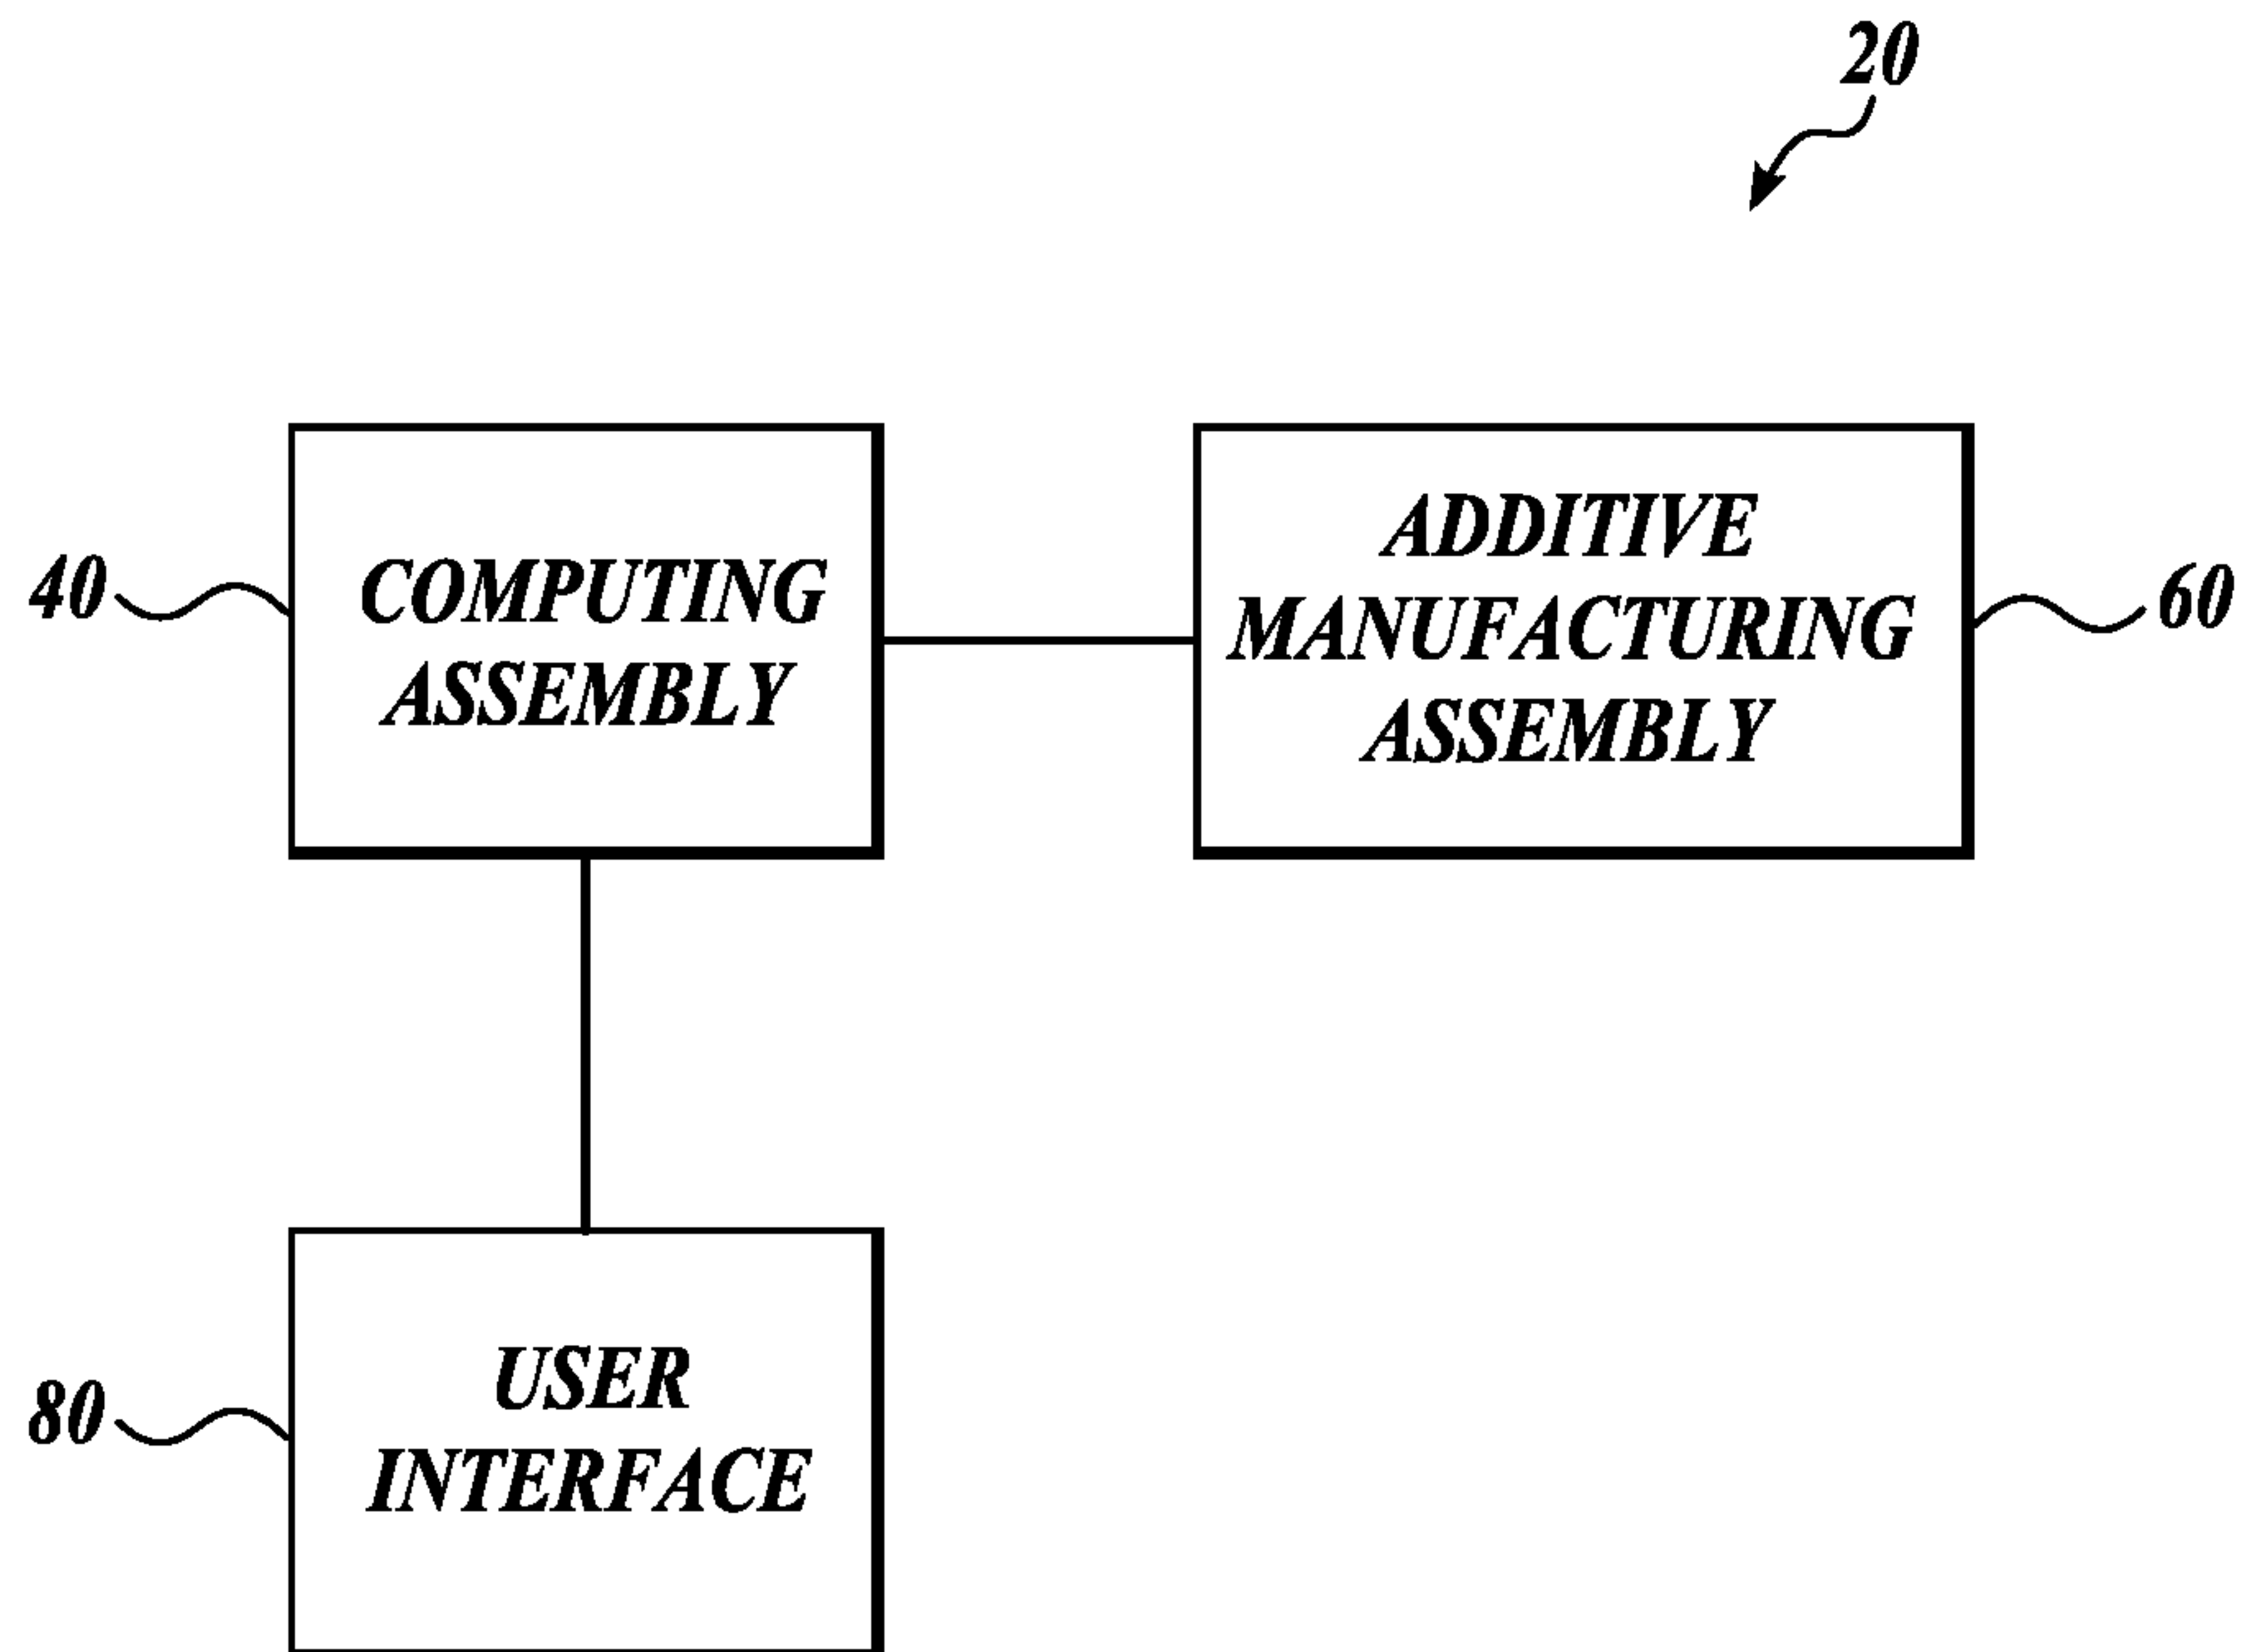 20
40
COMPUTING
ASSEMBLY
ADDITIVE
MANUFACTURING
ASSEMBLY
60
80
USER
INTERFACE